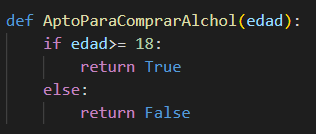 def AptoParaComprarAlchol(edad):
    if edad>= 18:
        return True
    else:
        return False